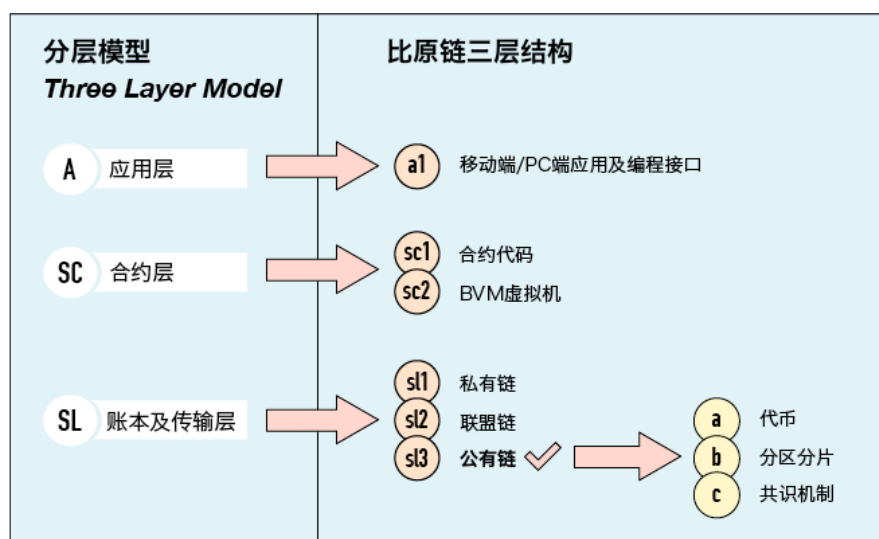 分层模型
Three Layer Model
比原链三层结构
A 应用层
a1 移动端/PC端应用及编程接口
SC 合约层
sc1 合约代码
sc2 BVM虚拟机
SL 账本及传输层
sl1 私有链
sl2 联盟链
sl3 公有链
a 代币
b 分区分片
c 共识机制